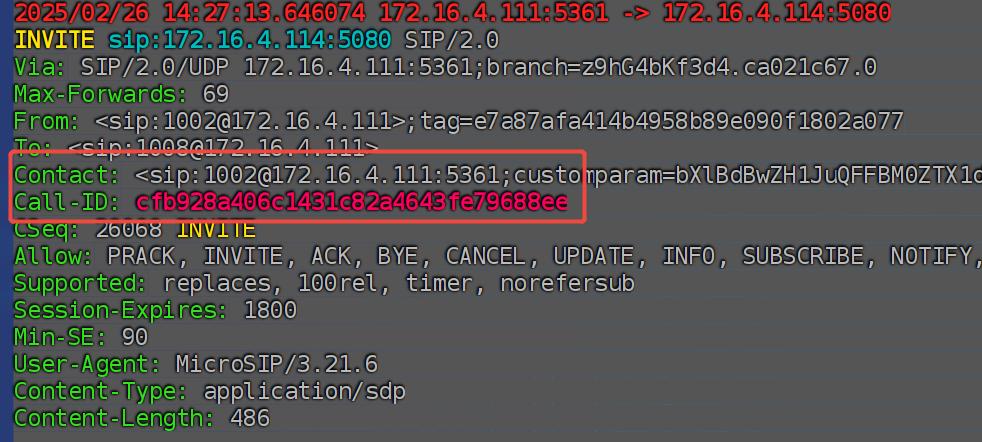 2025/02/26 14:27:13.646074 172.16.4.111:5361 -> 172.16.4.114:5080
INVITE sip:172.16.4.114:5080 SIP/2.0
Via: SIP/2.0/UDP 172.16.4.111:5361;branch=z9hG4bKf3d4.ca021c67.0
Max-Forwards: 69
From: <sip:1002@172.16.4.111>;tag=e7a87afa414b4958b89e090f1802a077
To: <sip:1008@172.16.4.111>
Contact: <sip:1002@172.16.4.111:5361;customparam=bXlBdBwZH1JuQFFBM0ZTX1
Call-ID: cfb928a406c1431c82a4643fe79688ee
CSeq: 26068 INVITE
Allow: PRACK, INVITE, ACK, BYE, CANCEL, UPDATE, INFO, SUBSCRIBE, NOTIFY,
Supported: replaces, 100rel, timer, norefersub
Session-Expires: 1800
Min-SE: 90
User-Agent: MicroSIP/3.21.6
Content-Type: application/sdp
Content-Length: 486